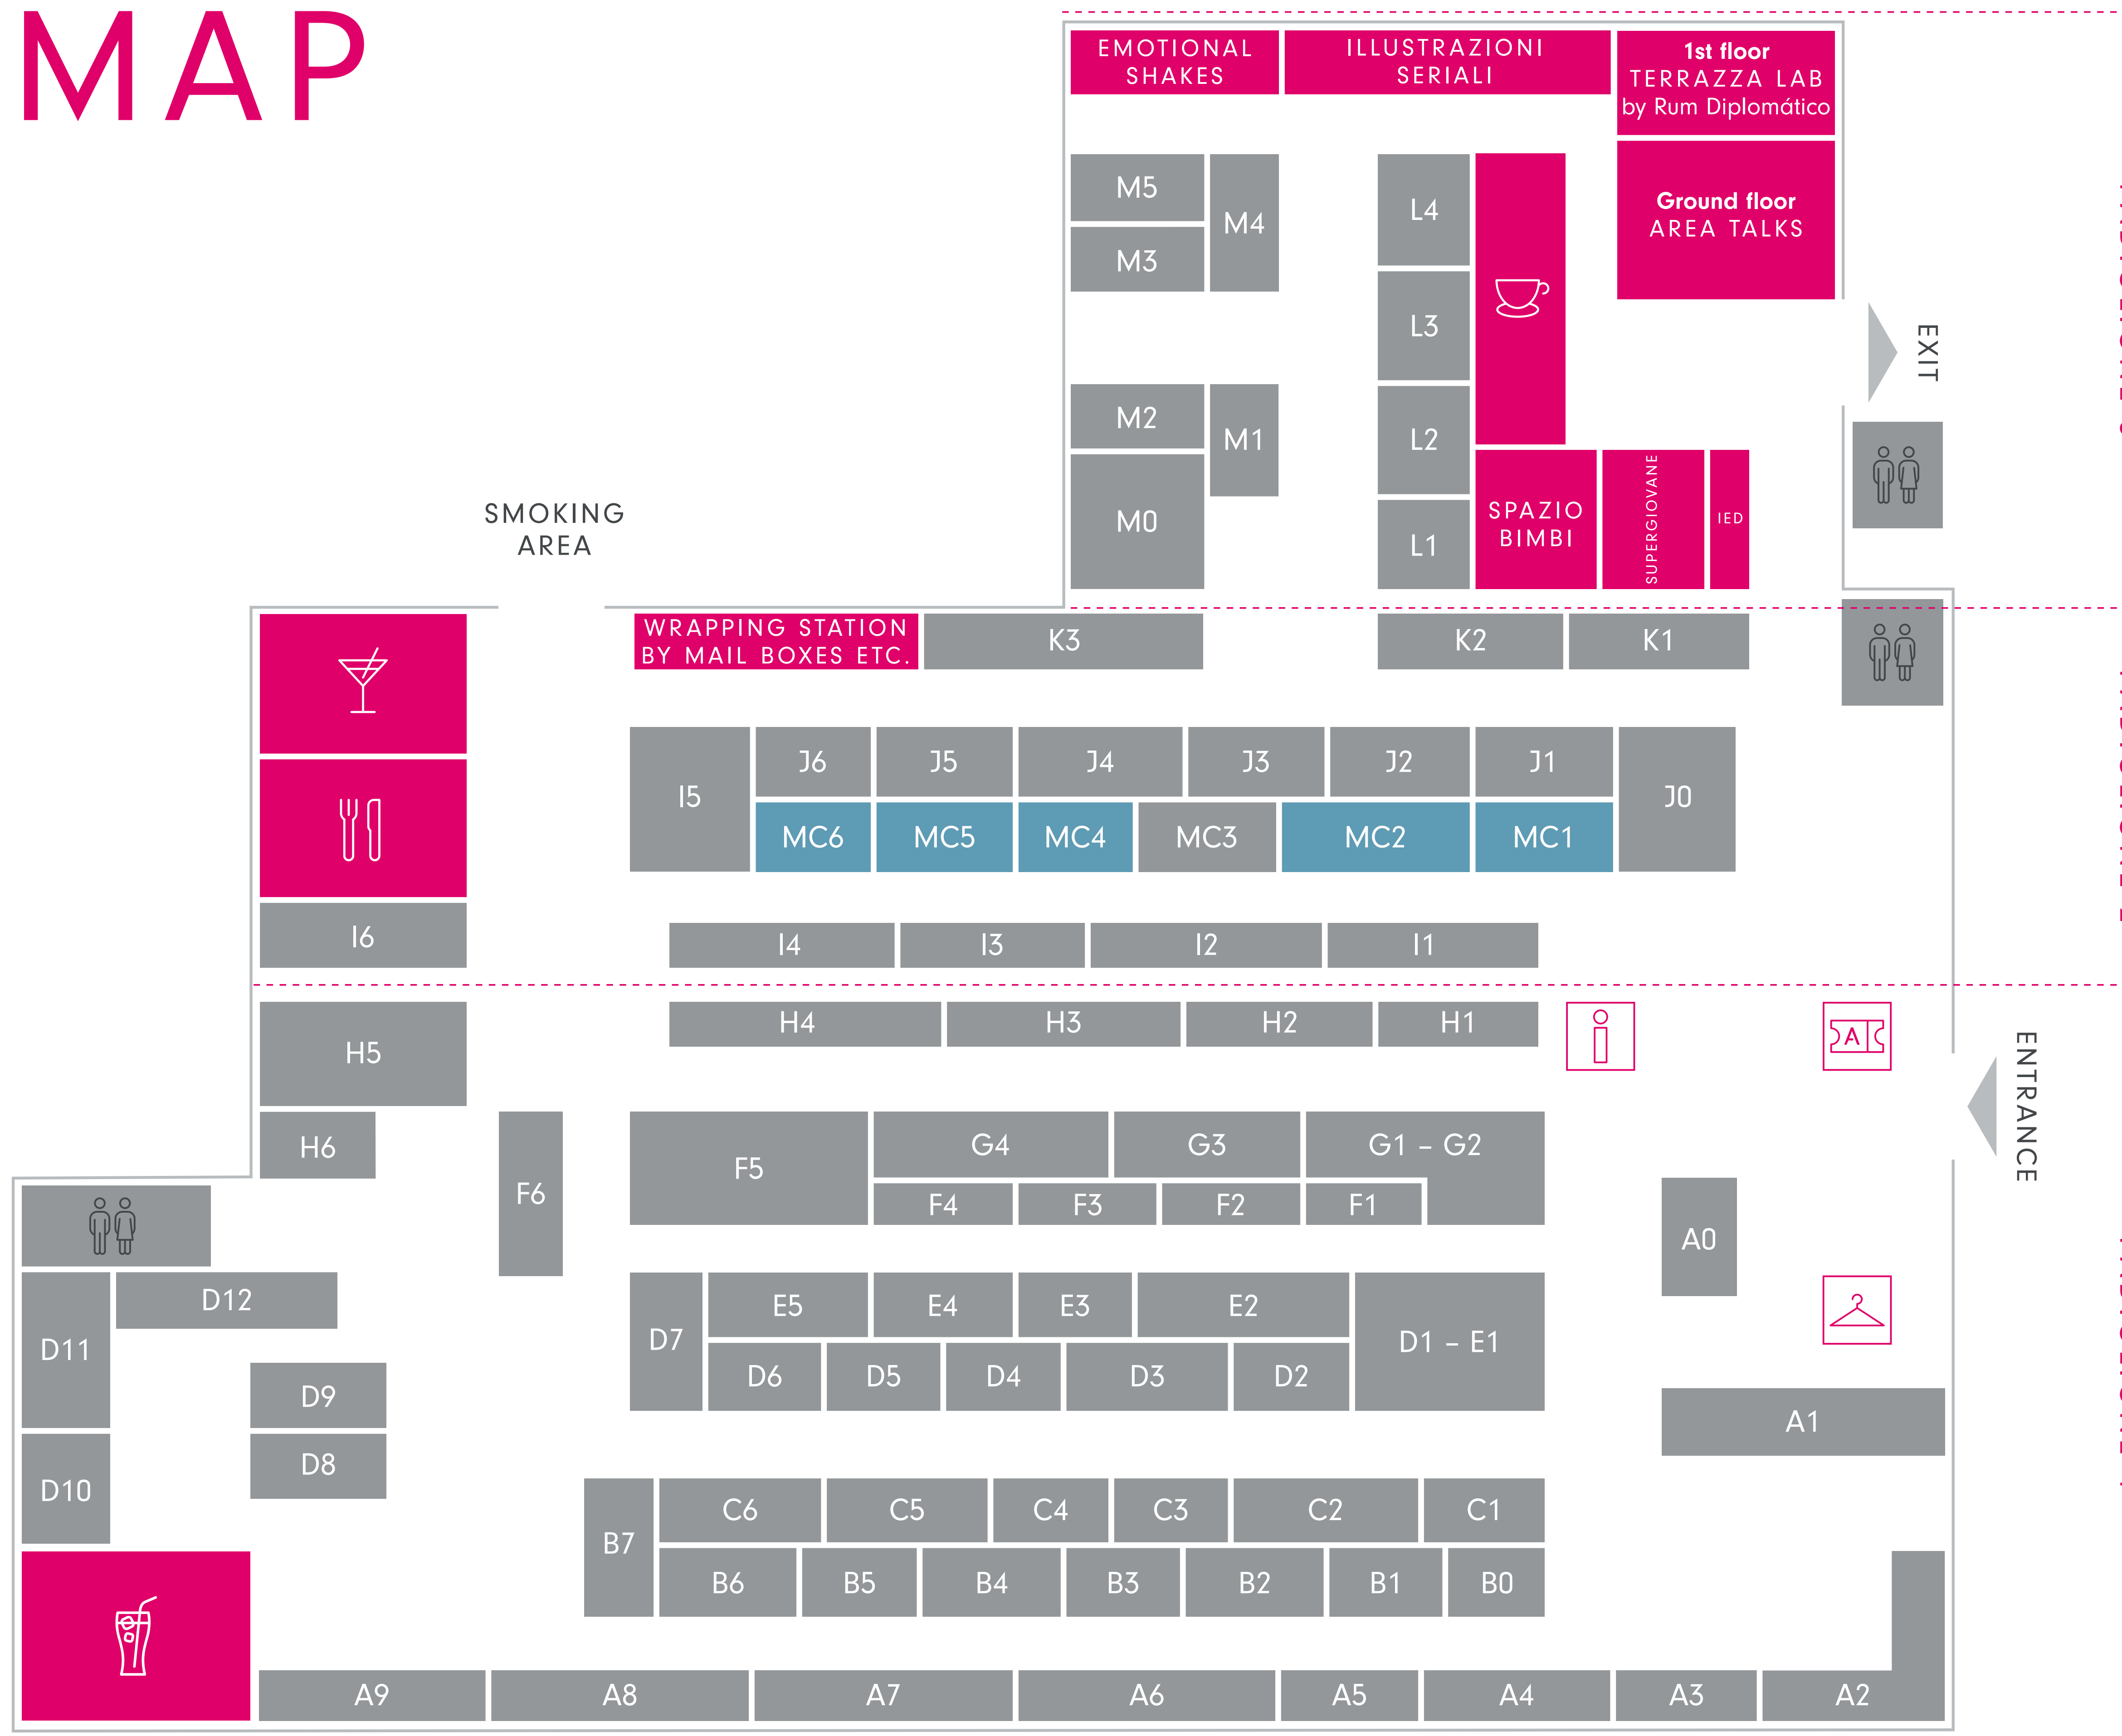 MAP
EMOTIONAL
SHAKES
ILLUSTRAZIONI
SERIALI
1st floor
TERRAZZA LAB
by Rum Diplomático
Ground floor
AREA TALKS
M5
M4
M3
L4
L3
EXIT
M2
M1
L2
M0
L1
SPAZIO
BIMBI
SUPERGIOVANE
IED
SMOKING
AREA
WRAPPING STATION
BY MAIL BOXES ETC.
K3
K2
K1
I5
J6
J5
J4
J3
J2
J1
J0
MC6
MC5
MC4
MC3
MC2
MC1
I6
I4
I3
I2
I1
H5
H4
H3
H2
H1
A
ENTRANCE
H6
F6
F5
G4
G3
G1 – G2
F4
F3
F2
F1
A0
D12
D11
D7
E5
E4
E3
E2
D1 – E1
D6
D5
D4
D3
D2
D9
D8
D10
A1
B7
C6
C5
C4
C3
C2
C1
B6
B5
B4
B3
B2
B1
B0
A9
A8
A7
A6
A5
A4
A3
A2